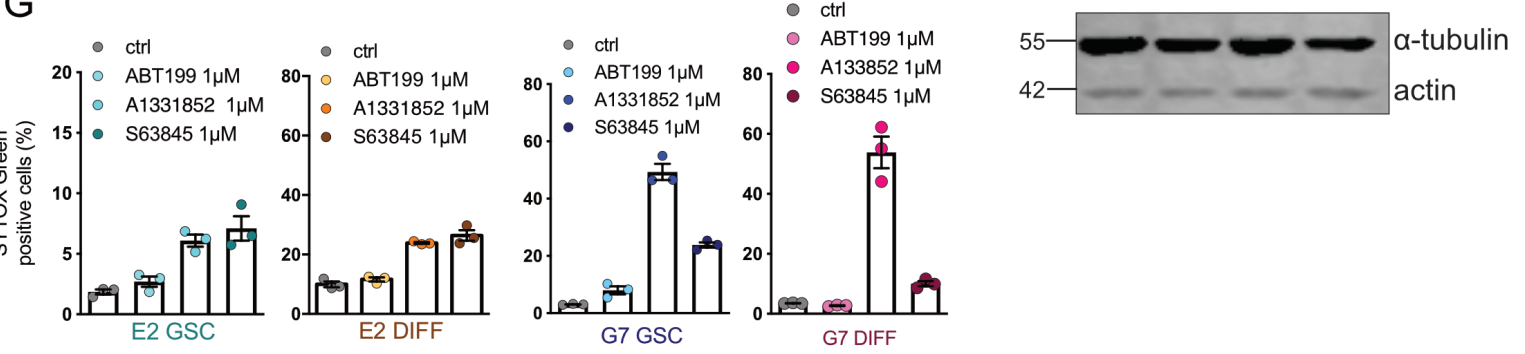 G
ctrl
ABT199 1µM
A1331852 1µM
S63845 1µM
20
15
10
5
0
positive cells (%)
E2 GSC
ctrl
ABT199 1µM
A1331852 1µM
S63845 1µM
80
60
40
20
0
E2 DIFF
ctrl
ABT199 1µM
A1331852 1µM
S63845 1µM
80
60
40
20
0
G7 GSC
ctrl
ABT199 1µM
A133852 1µM
S63845 1µM
80
60
40
20
0
G7 DIFF
55
α-tubulin
42
actin